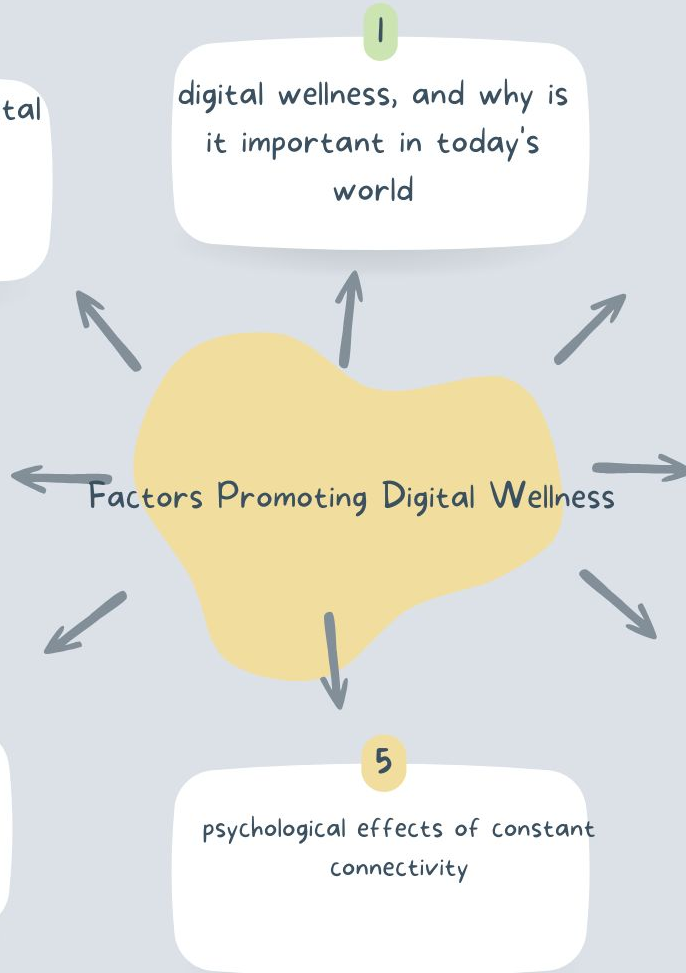 1
tal
digital wellness, and why is
it important in today's
world
Factors Promoting Digital Wellness
5
psychological effects of constant
connectivity